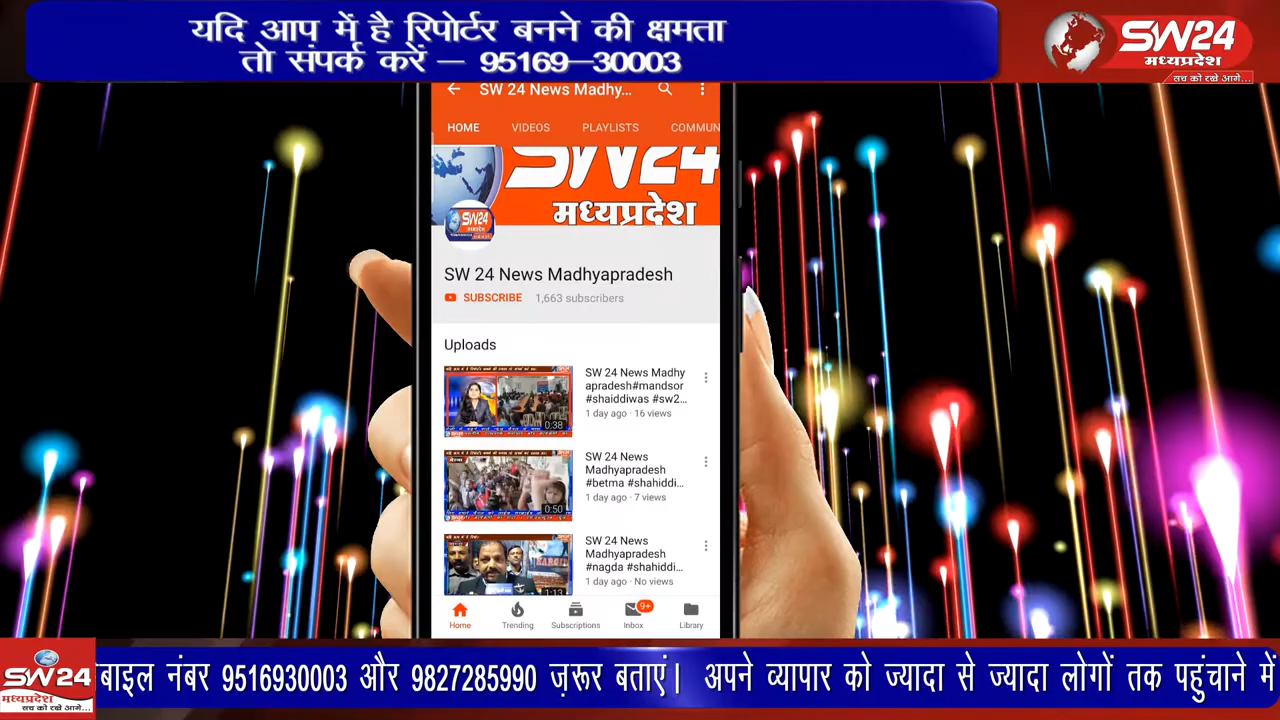 यदि आप में है रिपोर्टर बनने की क्षमता
तो संपर्क करें – 95169–30003
SW24
मध्यप्रदेश
सच को रखे आगे...
SW 24 News Madhy...
HOME VIDEOS PLAYLISTS COMMUN
SW24
मध्यप्रदेश
SW24
SW 24 News Madhyapradesh
SUBSCRIBE 1,663 subscribers
Uploads
SW 24 News Madhy
apradesh#mandsor
#shaiddiwas #sw2...
1 day ago · 16 views
0:38
SW 24 News
Madhyapradesh
#betma #shahiddi...
1 day ago · 7 views
0:50
SW 24 News
Madhyapradesh
#nagda #shahiddi...
1 day ago · No views
1:13
9+
Home Trending Subscriptions Inbox Library
SW24
मध्यप्रदेश
सच को रखे आगे...
बाइल नंबर 9516930003 और 9827285990 ज़रूर बताएं। अपने व्यापार को ज्यादा से ज्यादा लोगों तक पहुंचाने में